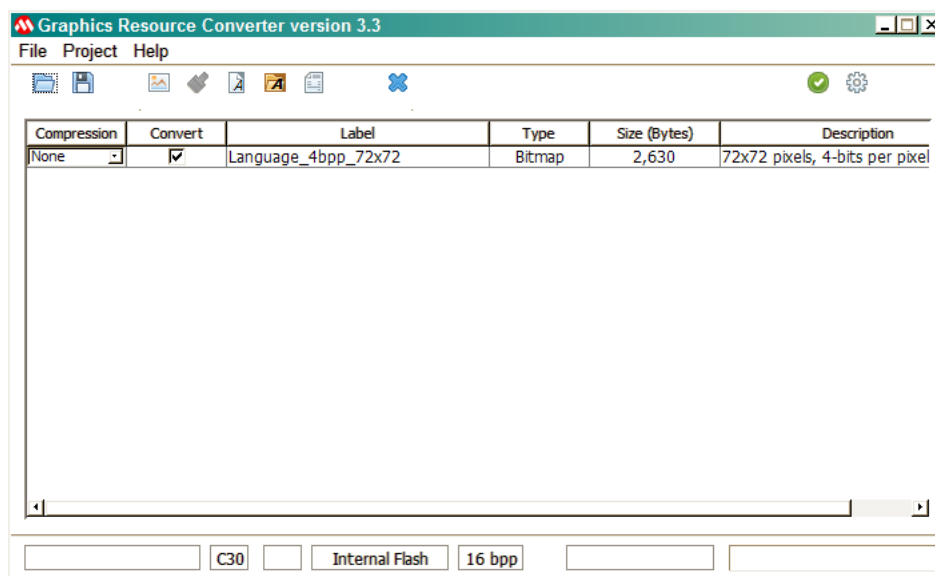 Graphics Resource Converter version 3.3
File Project Help
Compression Convert Label Type Size (Bytes) Description
None Language_4bpp_72x72 Bitmap 2,630 72x72 pixels, 4-bits per pixel
C30 Internal Flash 16 bpp